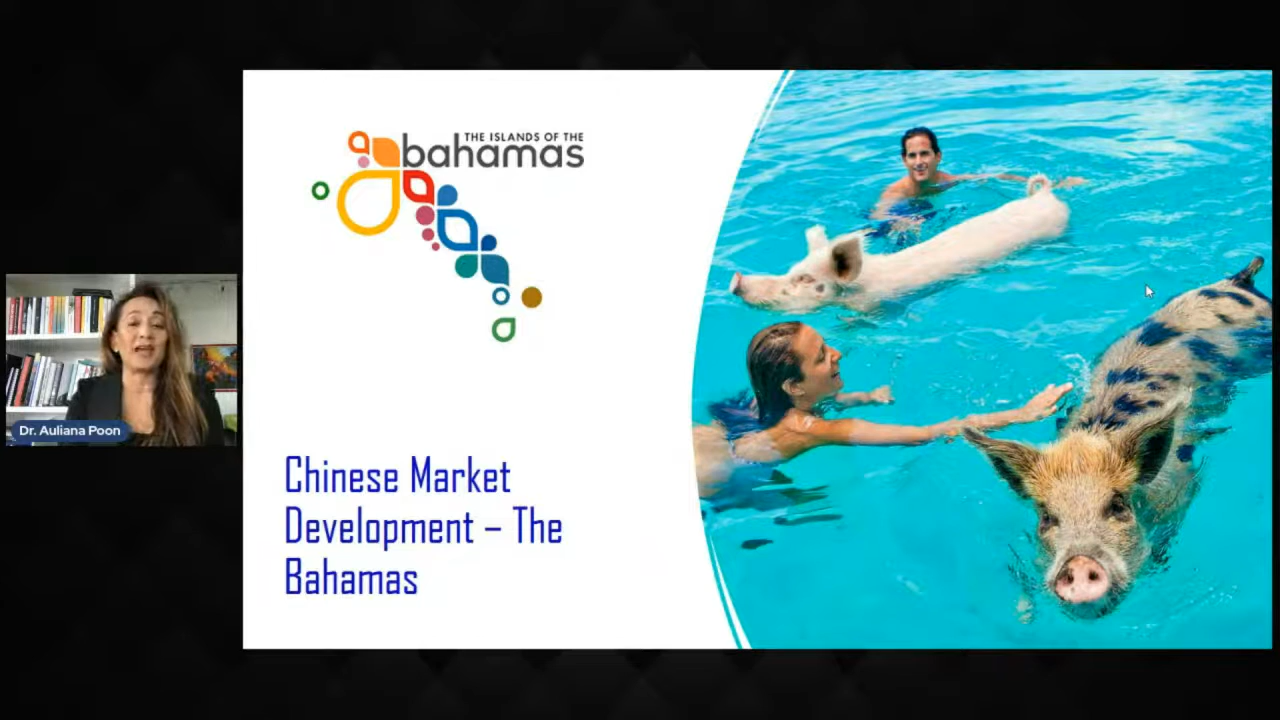 THE ISLANDS OF THE
bahamas
Dr. Auliana Poon
Chinese Market
Development – The
Bahamas